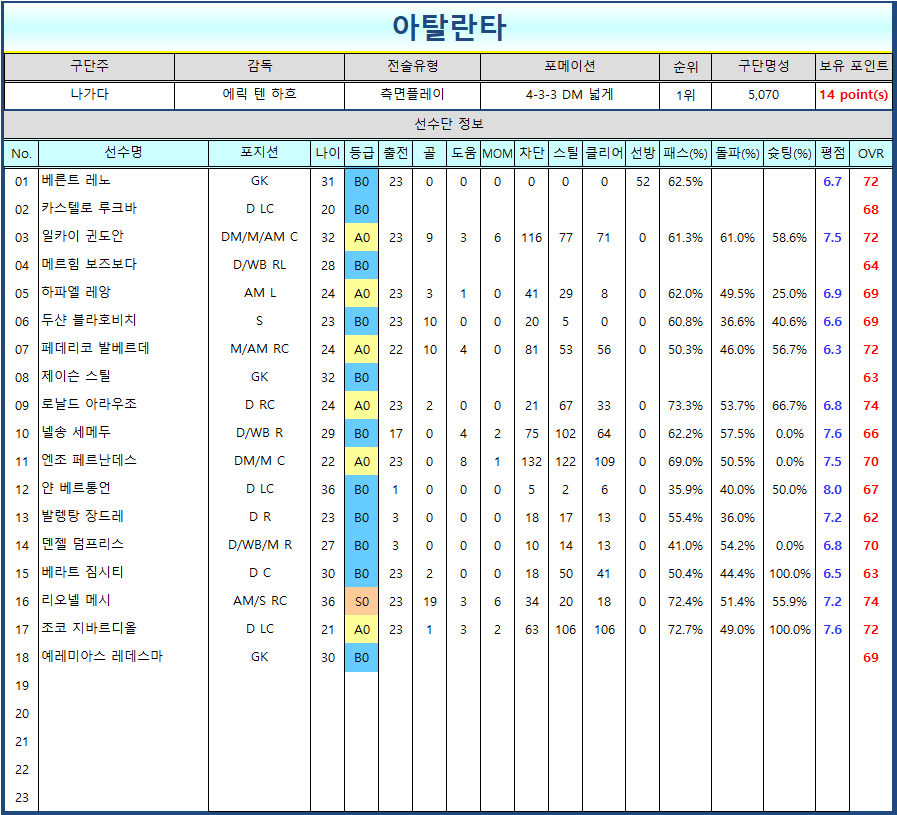 아탈란타
구단주 감독 전술유형 포메이션 순위 구단명성 보유 포인트
나가다 에릭 텐 하흐 측면플레이 4-3-3 DM 넓게 1위 5,070 14 point(s)
선수단 정보
No. 선수명 포지션 나이 등급 출전 골 도움 MOM 차단 스틸 클리어 선방 패스(%) 돌파(%) 슛팅(%) 평점 OVR
01 베른트 레노 GK 31 B0 23 0 0 0 0 0 0 52 62.5% 6.7 72
02 카스텔로 루크바 D LC 20 B0 68
03 일카이 귄도안 DM/M/AM C 32 A0 23 9 3 6 116 77 71 0 61.3% 61.0% 58.6% 7.5 72
04 메르힘 보즈보다 D/WB RL 28 B0 64
05 하파엘 레앙 AM L 24 A0 23 3 1 0 41 29 8 0 62.0% 49.5% 25.0% 6.9 69
06 두샨 블라호비치 S 23 B0 23 10 0 0 20 5 0 0 60.8% 36.6% 40.6% 6.6 69
07 페데리코 발베르데 M/AM RC 24 A0 22 10 4 0 81 53 56 0 50.3% 46.0% 56.7% 6.3 72
08 제이슨 스틸 GK 32 B0 63
09 로날드 아라우조 D RC 24 A0 23 2 0 0 21 67 33 0 73.3% 53.7% 66.7% 6.8 74
10 넬송 세메두 D/WB R 29 B0 17 0 4 2 75 102 64 0 62.2% 57.5% 0.0% 7.6 66
11 엔조 페르난데스 DM/M C 22 A0 23 0 8 1 132 122 109 0 69.0% 50.5% 0.0% 7.5 70
12 얀 베르통언 D LC 36 B0 1 0 0 0 5 2 6 0 35.9% 40.0% 50.0% 8.0 67
13 발렝탕 장드레 D R 23 B0 3 0 0 0 18 17 13 0 55.4% 36.0% 7.2 62
14 덴젤 덤프리스 D/WB/M R 27 B0 3 0 0 0 10 14 13 0 41.0% 54.2% 0.0% 6.8 70
15 베라트 짐시티 D C 30 B0 23 2 0 0 18 50 41 0 50.4% 44.4% 100.0% 6.5 63
16 리오넬 메시 AM/S RC 36 S0 23 19 3 6 34 20 18 0 72.4% 51.4% 55.9% 7.2 74
17 조코 지바르디올 D LC 21 A0 23 1 3 2 63 106 106 0 72.7% 49.0% 100.0% 7.6 72
18 예레미아스 레데스마 GK 30 B0 69
19
20
21
22
23